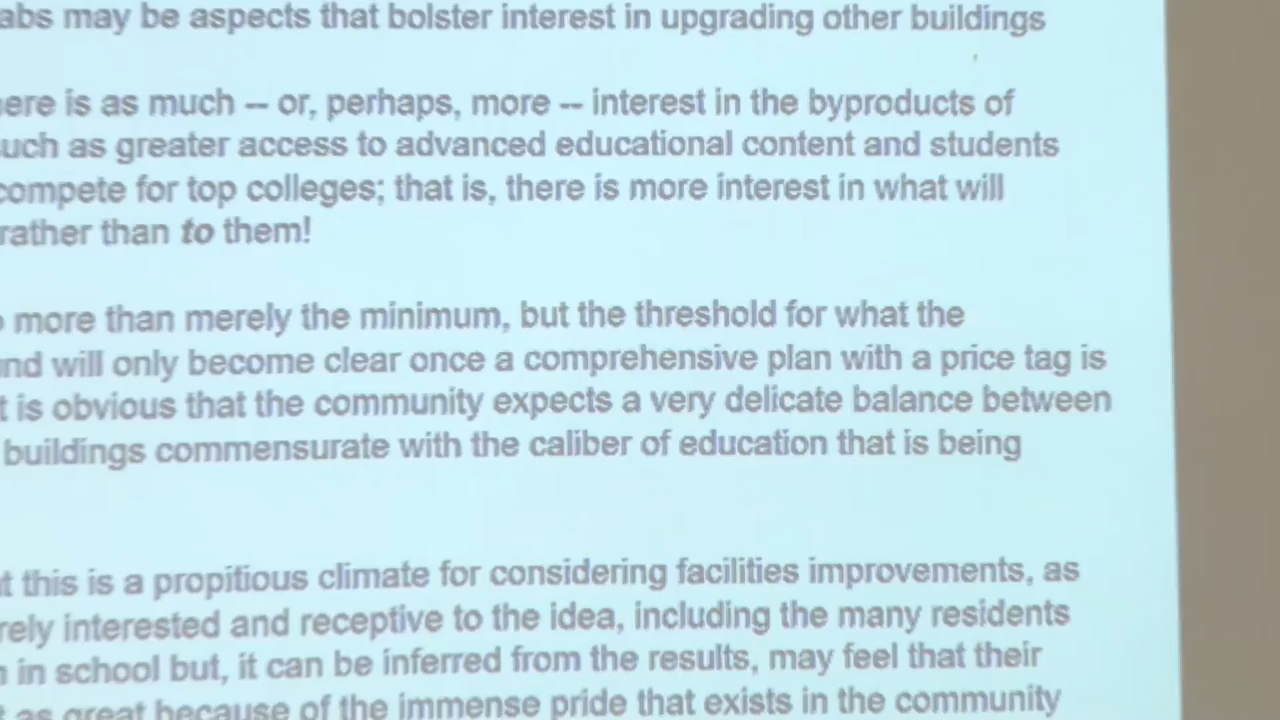 abs may be aspects that bolster interest in upgrading other buildings
ere is as much -- or, perhaps, more -- interest in the byproducts of
uch as greater access to advanced educational content and students
compete for top colleges; that is, there is more interest in what will
rather than to them!
more than merely the minimum, but the threshold for what the
nd will only become clear once a comprehensive plan with a price tag is
t is obvious that the community expects a very delicate balance between
buildings commensurate with the caliber of education that is being
t this is a propitious climate for considering facilities improvements, as
rely interested and receptive to the idea, including the many residents
in school but, it can be inferred from the results, may feel that their
as great because of the immense pride that exists in the community